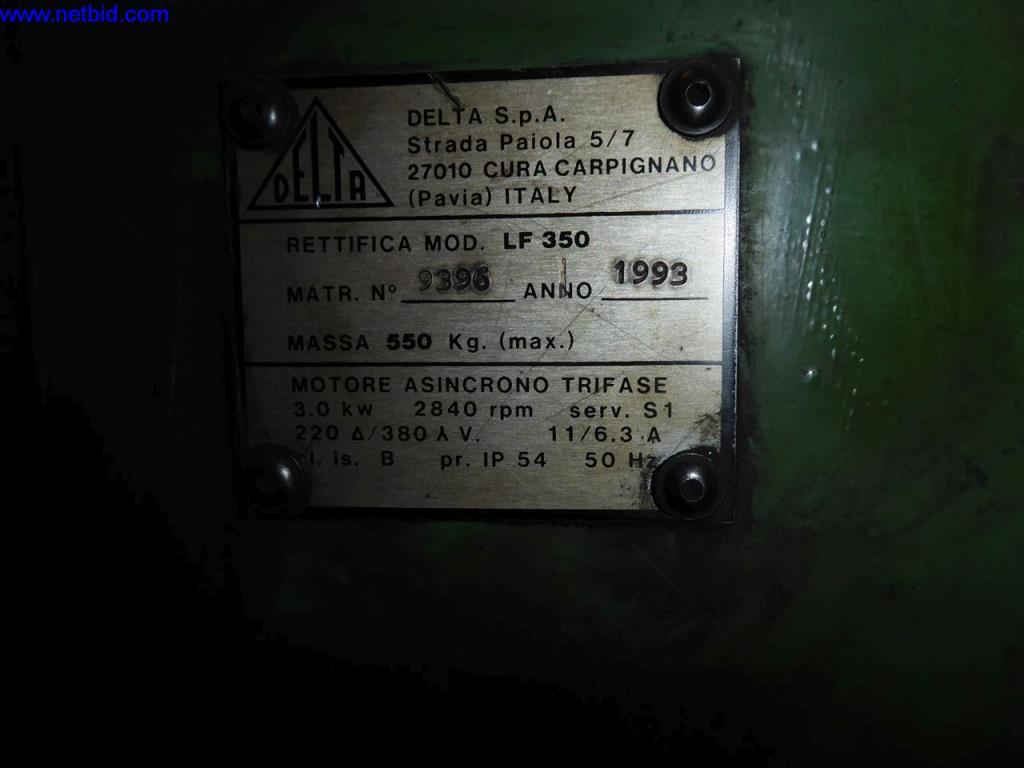 www.netbid.com
DELTA
DELTA S.p.A.
Strada Paiola 5/7
27010 CURA CARPIGNANO
(Pavia) ITALY
RETTIFICA MOD. LF 350
MATR. Nº 9396 ANNO 1993
MASSA 550 Kg. (max.)
MOTORE ASINCRONO TRIFASE
3.0 kw 2840 rpm serv. S1
220 Δ/380 ⅄ V. 11/6.3 A
is. B pr. IP 54 50 Hz